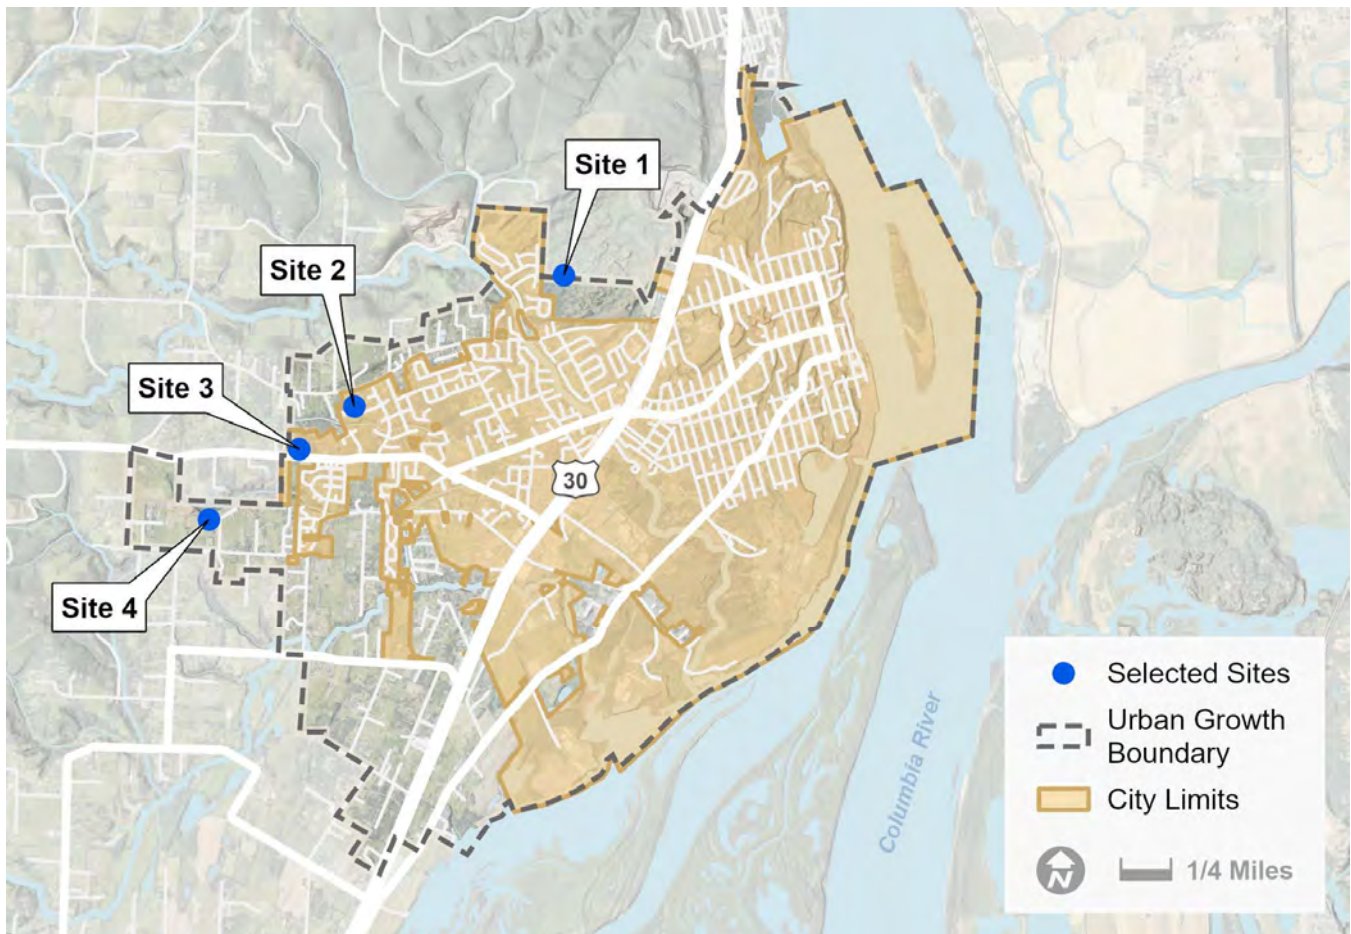 Site 1
Site 2
Site 3
Site 4
30
Columbia River
Selected Sites
Urban Growth
Boundary
City Limits
N
1/4 Miles